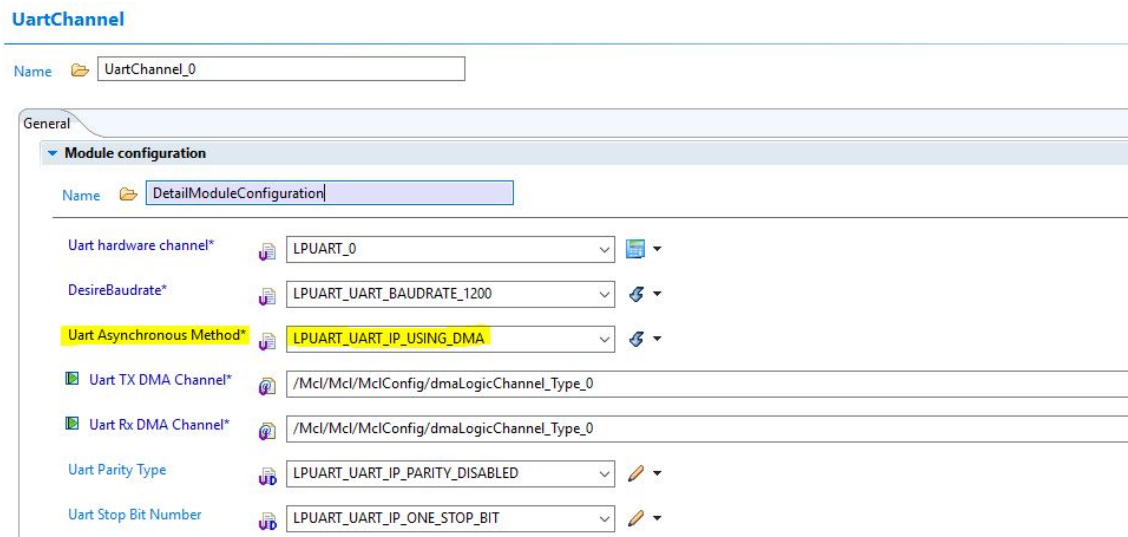 UartChannel
Name UartChannel_0
General
Module configuration
Name DetailModuleConfiguration
Uart hardware channel* LPUART_0
DesireBaudrate* LPUART_UART_BAUDRATE_1200
Uart Asynchronous Method* LPUART_UART_IP_USING_DMA
Uart TX DMA Channel* /Mcl/Mcl/MclConfig/dmaLogicChannel_Type_0
Uart Rx DMA Channel* /Mcl/Mcl/MclConfig/dmaLogicChannel_Type_0
Uart Parity Type LPUART_UART_IP_PARITY_DISABLED
Uart Stop Bit Number LPUART_UART_IP_ONE_STOP_BIT